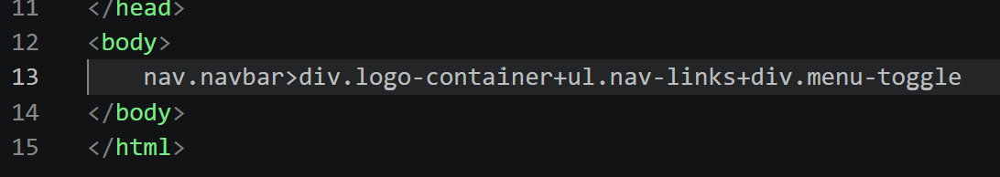 11 </head>
12 <body>
13 nav.navbar>div.logo-container+ul.nav-links+div.menu-toggle
14 </body>
15 </html>